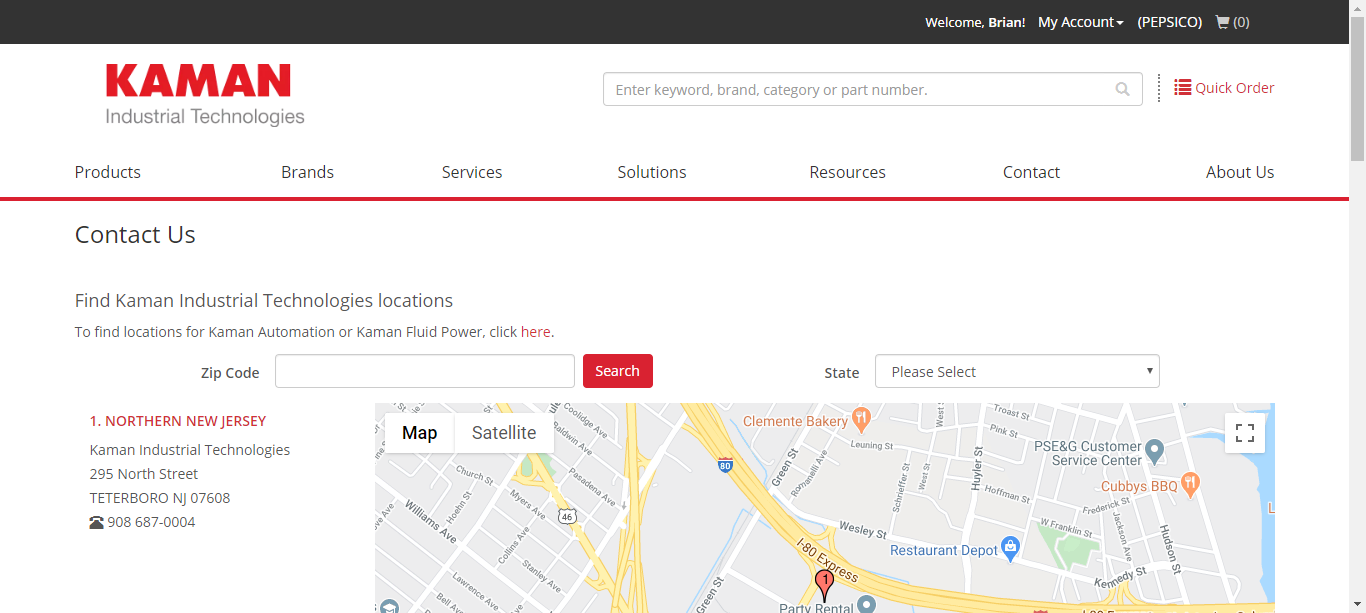 Welcome, Brian! My Account (PEPSICO) (0)
KAMAN
Industrial Technologies
Enter keyword, brand, category or part number.
Quick Order
Products Brands Services Solutions Resources Contact About Us
Contact Us
Find Kaman Industrial Technologies locations
To find locations for Kaman Automation or Kaman Fluid Power, click here.
Zip Code
Search
State
Please Select
1. NORTHERN NEW JERSEY
Kaman Industrial Technologies
295 North Street
TETERBORO NJ 07608
908 687-0004
Map
Satellite
Coolidge Ave
Baldwin Ave
Clemente Bakery
West St
Troast St
Pink St
Leuning St
PSE&G Customer
Service Center
Green St
Romanelli Ave
Huyler St
80
Church St
Pasadena Ave
Schrieffer St
West St
Cubbys BBQ
Hoehn St
Myers Ave
Hoffman St
Frederick St
Williams Ave
46
Wesley St
W Franklin St
Jackson Ave
Hudson St
Collins Ave
I-80 Express
Restaurant Depot
Stanley Ave
Lawrence Ave
Kennedy St
Green St
1
Bell Ave
Party Rental
I-80 Express